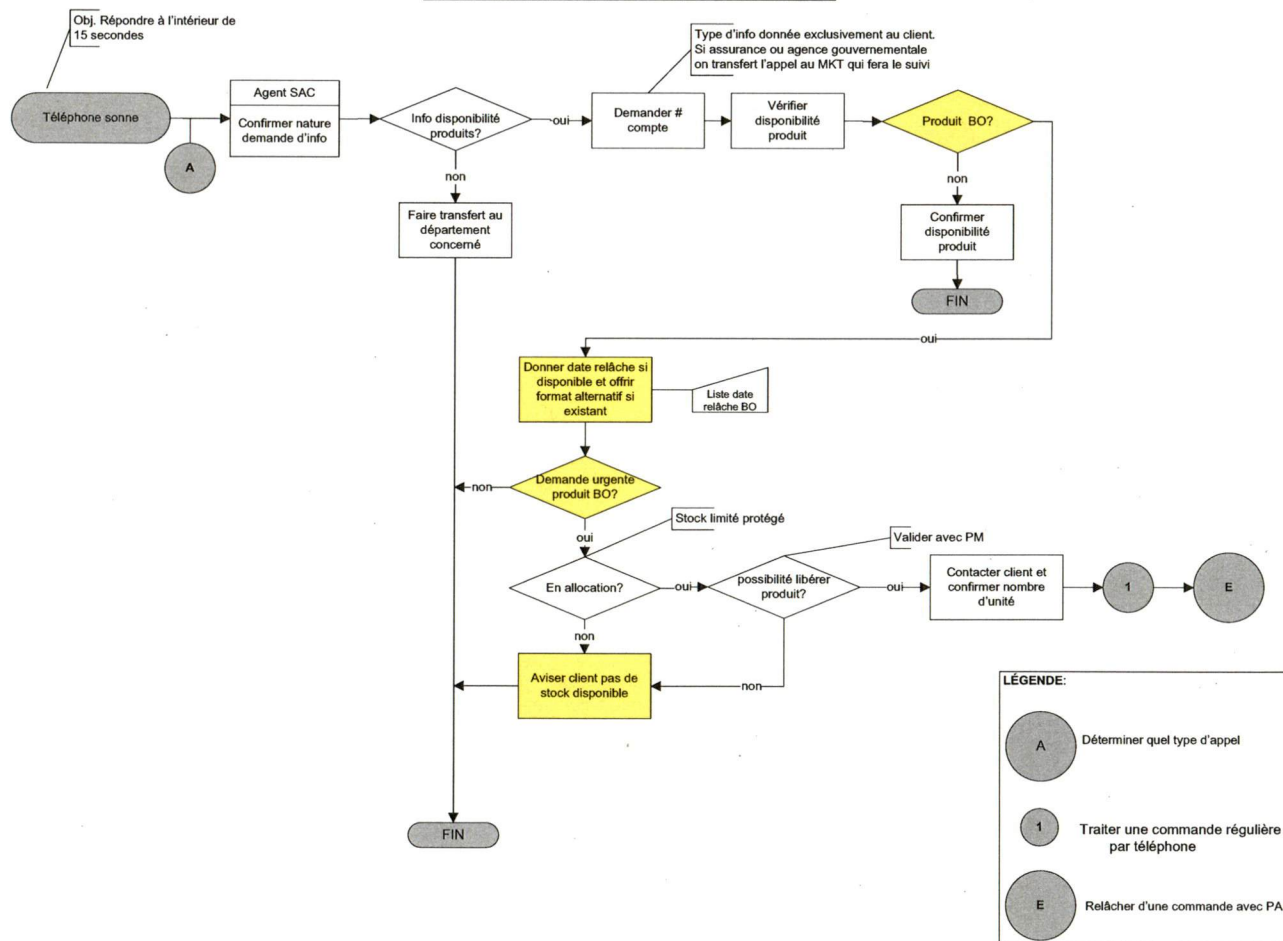 Obj. Répondre à l'intérieur de
15 secondes
Type d'info donnée exclusivement au client.
Si assurance ou agence gouvernementale
on transfert l'appel au MKT qui fera le suivi
Téléphone sonne
A
Agent SAC
Confirmer nature
demande d'info
Info disponibilité
produits?
oui
Demander #
compte
Vérifier
disponibilité
produit
Produit BO?
non
non
Faire transfert au
département
concerné
Confirmer
disponibilité
produit
FIN
oui
Donner date relâche si
disponible et offrir
format alternatif si
existant
Liste date
relâche BO
Demande urgente
produit BO?
non
oui
Stock limité protégé
Valider avec PM
En allocation?
oui
possibilité libérer
produit?
oui
Contacter client et
confirmer nombre
d'unité
1
E
non
Aviser client pas de
stock disponible
non
FIN
LÉGENDE:
A
Déterminer quel type d'appel
1
Traiter une commande régulière
par téléphone
E
Relâcher d'une commande avec PA